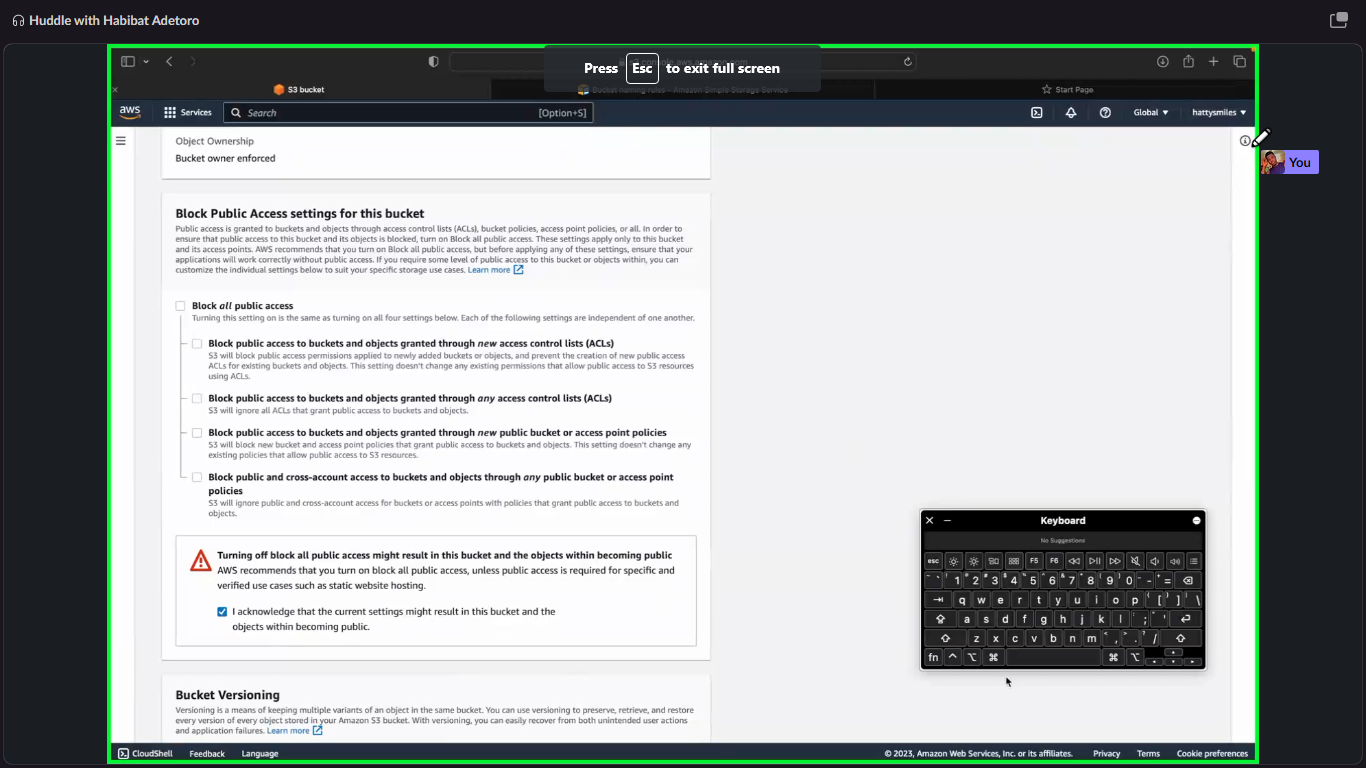 Huddle with Habibat Adetoro
Press Esc to exit full screen
S3 bucket
Bucket naming rules - Amazon Simple Storage Service
Start Page
aws
Services
Search
[Option+S]
Global
hattysmiles
You
Object Ownership
Bucket owner enforced
Block Public Access settings for this bucket
Public access is granted to buckets and objects through access control lists (ACLs), bucket policies, access point policies, or all. In order to
ensure that public access to this bucket and its objects is blocked, turn on Block all public access. These settings apply only to this bucket
and its access points. AWS recommends that you turn on Block all public access, but before applying any of these settings, ensure that your
applications will work correctly without public access. If you require some level of public access to this bucket or objects within, you can
customize the individual settings below to suit your specific storage use cases. Learn more
Block all public access
Turning this setting on is the same as turning on all four settings below. Each of the following settings are independent of one another.
Block public access to buckets and objects granted through new access control lists (ACLs)
S3 will block public access permissions applied to newly added buckets or objects, and prevent the creation of new public access
ACLs for existing buckets and objects. This setting doesn't change any existing permissions that allow public access to S3 resources
using ACLs.
Block public access to buckets and objects granted through any access control lists (ACLs)
S3 will ignore all ACLs that grant public access to buckets and objects.
Block public access to buckets and objects granted through new public bucket or access point policies
S3 will block new bucket and access point policies that grant public access to buckets and objects. This setting doesn't change any
existing policies that allow public access to S3 resources.
Block public and cross-account access to buckets and objects through any public bucket or access point
policies
S3 will ignore public and cross-account access for buckets or access points with policies that grant public access to buckets and
objects.
Turning off block all public access might result in this bucket and the objects within becoming public
AWS recommends that you turn on block all public access, unless public access is required for specific and
verified use cases such as static website hosting.
I acknowledge that the current settings might result in this bucket and the
objects within becoming public.
Bucket Versioning
Versioning is a means of keeping multiple variants of an object in the same bucket. You can use versioning to preserve, retrieve, and restore
every version of every object stored in your Amazon S3 bucket. With versioning, you can easily recover from both unintended user actions
and application failures. Learn more
Keyboard
No Suggestions
esc F5 F6
~ ` ! 1 @ 2 # 3 $ 4 % 5 ^ 6 & 7 * 8 ( 9 ) 0 _ - + =
q w e r t y u i o p { [ } ] | \
a s d f g h j k l : ; " '
z x c v b n m < , > . ? /
fn
CloudShell
Feedback
Language
© 2023, Amazon Web Services, Inc. or its affiliates.
Privacy
Terms
Cookie preferences